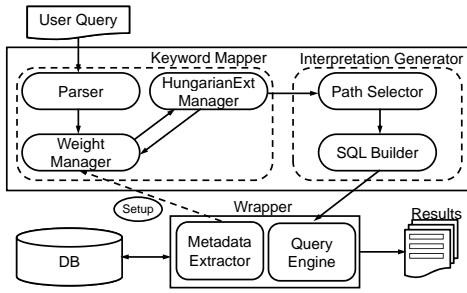 User Query
Keyword Mapper
Interpretation Generator
Parser
HungarianExt
Manager
Path Selector
Weight
Manager
SQL Builder
Setup
Wrapper
Results
DB
Metadata
Extractor
Query
Engine